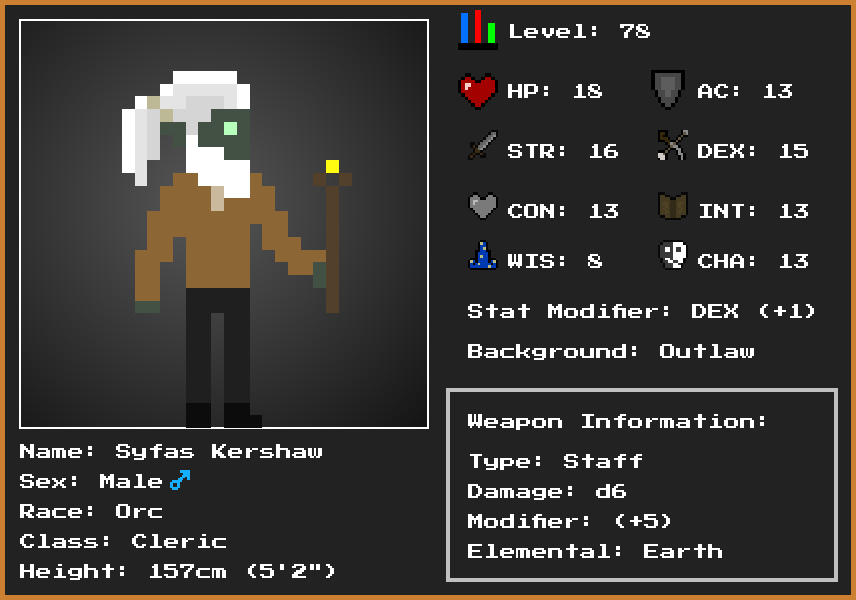 Level: 78
HP: 18 AC: 13
STR: 16 DEX: 15
CON: 13 INT: 13
WIS: 8 CHA: 13
Stat Modifier: DEX (+1)
Background: Outlaw
Weapon Information:
Type: Staff
Damage: d6
Modifier: (+5)
Elemental: Earth
Name: Syfas Kershaw
Sex: Male ♂
Race: Orc
Class: Cleric
Height: 157cm (5'2")